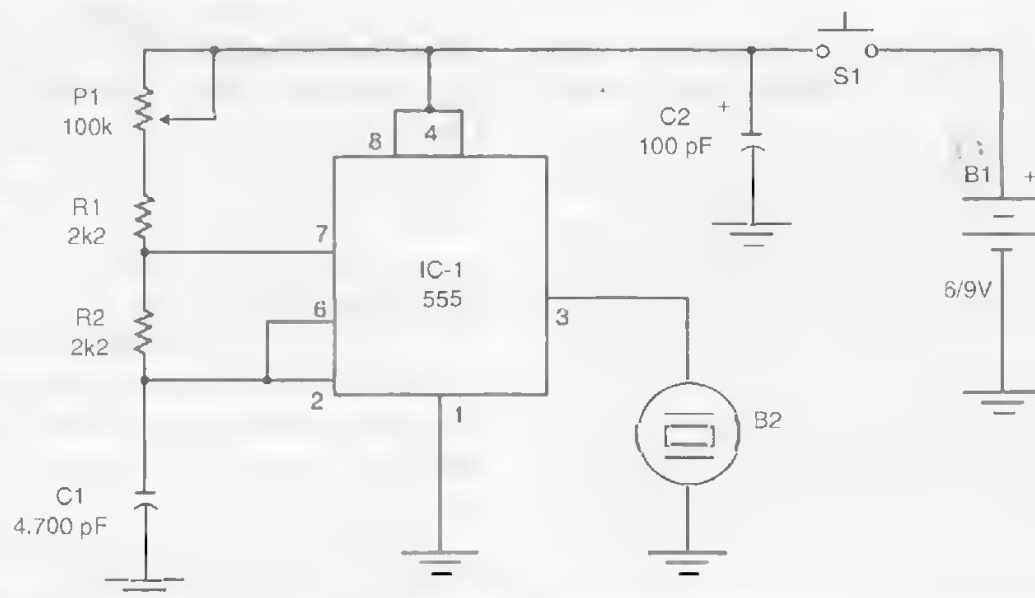 P1
100k
R1
2k2
R2
2k2
C1
4.700 pF
8
4
7
6
2
IC-1
555
3
1
B2
+
C2
100 pF
S1
B1
+
6/9V